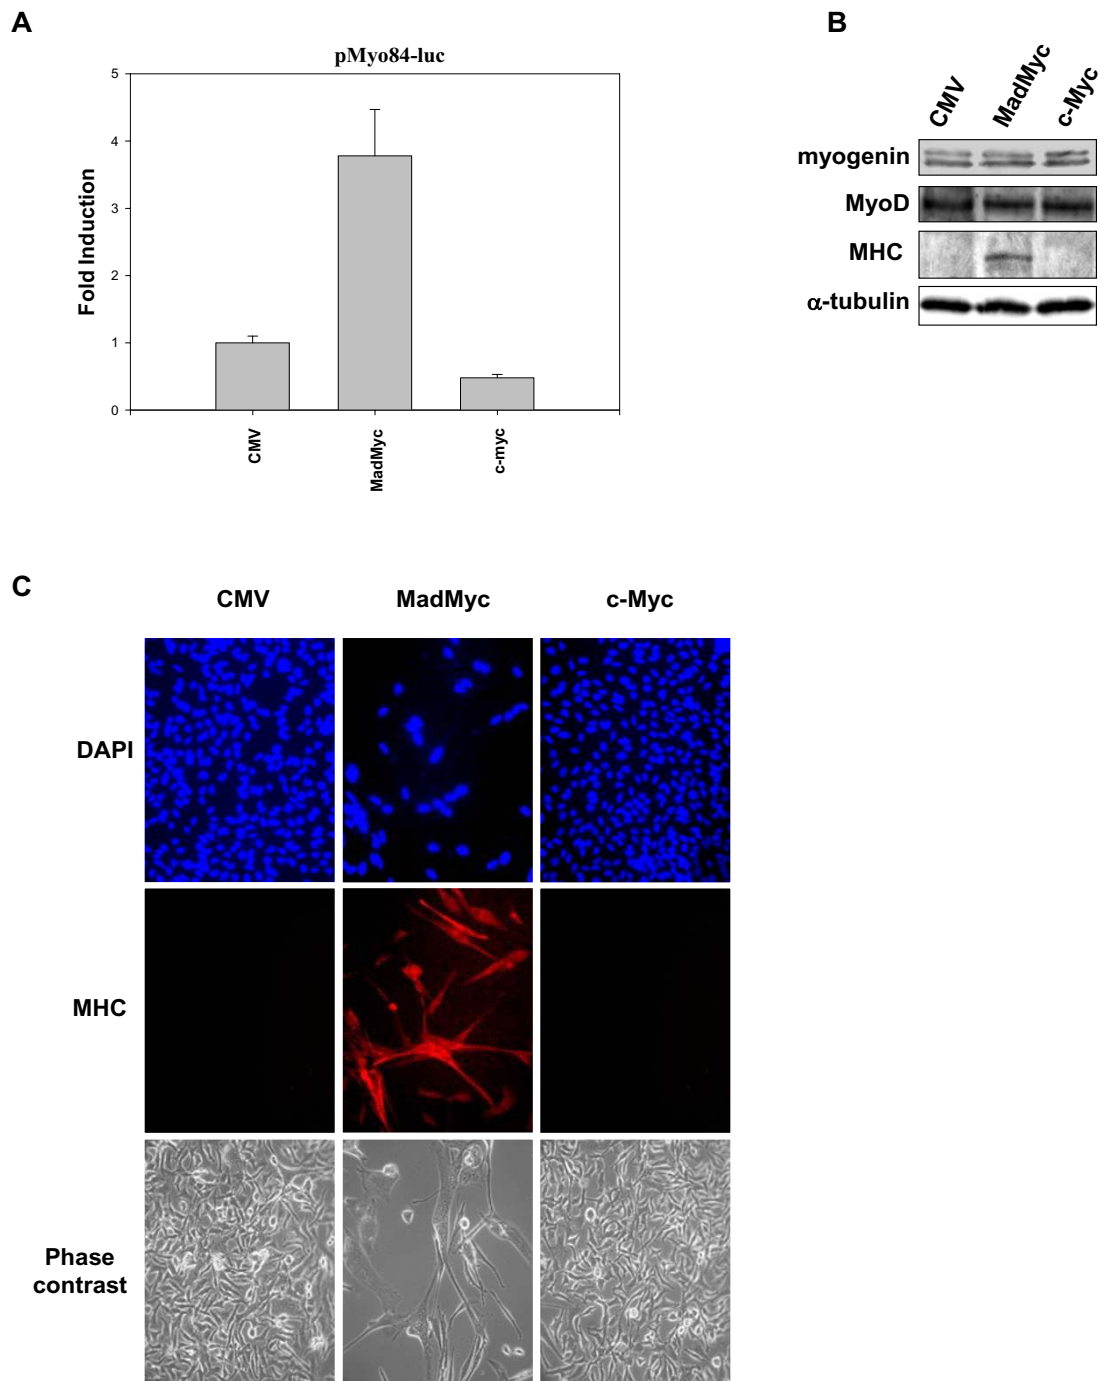 A
pMyo84-luc
Fold Induction
5
4
3
2
1
0
CMV
MadMyc
c-myc
B
CMV
MadMyc
c-Myc
myogenin
MyoD
MHC
α-tubulin
C
CMV
MadMyc
c-Myc
DAPI
MHC
Phase
contrast